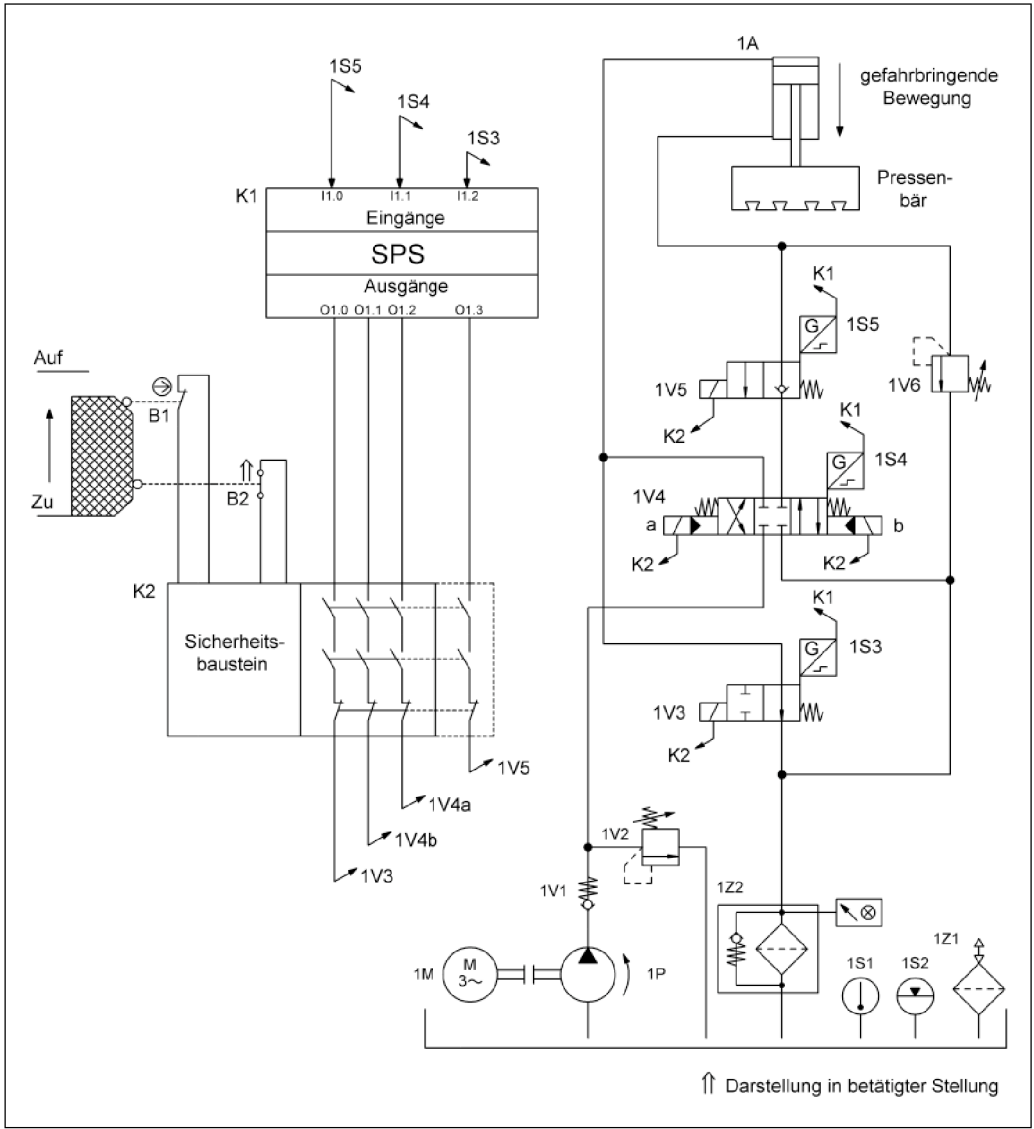 1A
1S5
gefahrbringende
Bewegung
1S4
1S3
K1
I1.0 I1.1 I1.2
Eingänge
SPS
Ausgänge
O1.0 O1.1 O1.2 O1.3
Pressen-
bär
K1
G 1S5
1V5
K2
1V6
Auf
B1
Zu
B2
K1
G 1S4
1V4
a b
K2 K2
K2
Sicherheits-
baustein
K1
G 1S3
1V3
K2
1V5
1V4a
1V4b
1V3
1V2
1V1
1Z2
1M
M
3~
1P
1S1
1S2
1Z1
⇑ Darstellung in betätigter Stellung